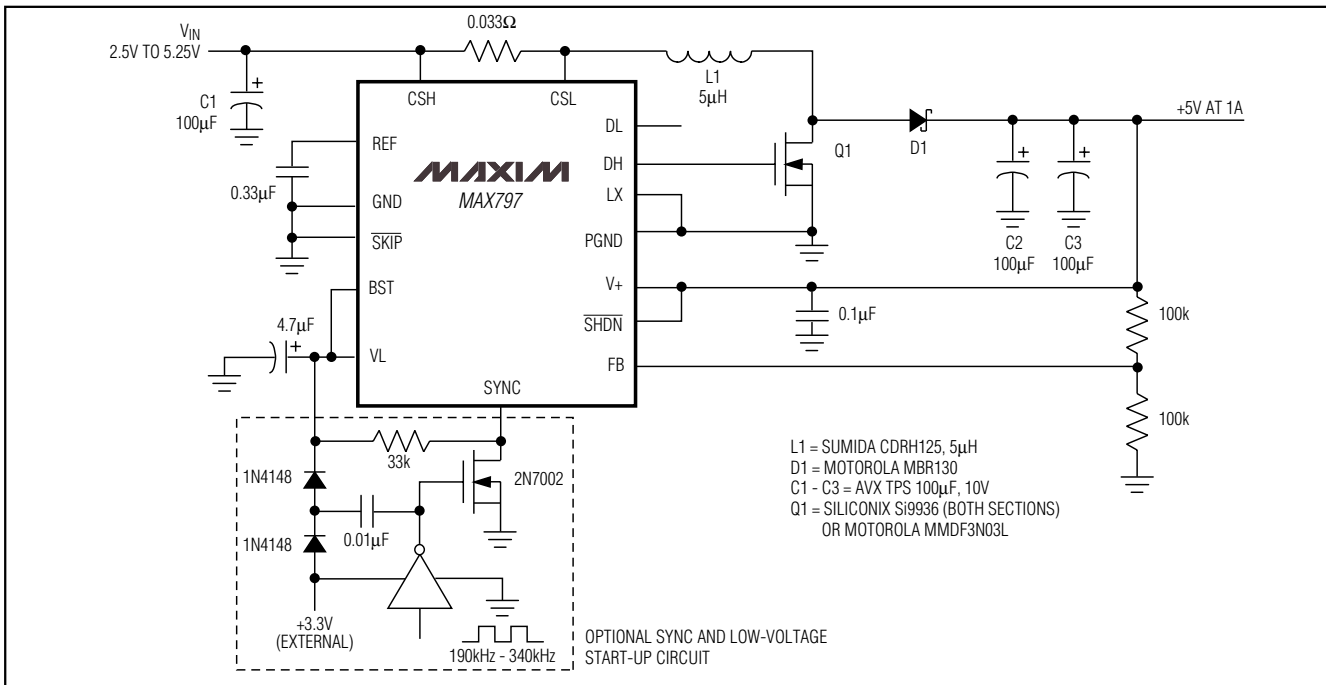 VIN
2.5V TO 5.25V
0.033Ω
C1
100µF
CSH
CSL
L1
5µH
+5V AT 1A
DL
REF
Q1
D1
MAXIM
DH
MAX797
0.33µF
LX
GND
C2
100µF
C3
100µF
SKIP
PGND
BST
V+
4.7µF
0.1µF
100k
SHDN
VL
FB
SYNC
100k
33k
2N7002
1N4148
0.01µF
1N4148
+3.3V
(EXTERNAL)
190kHz - 340kHz
OPTIONAL SYNC AND LOW-VOLTAGE
START-UP CIRCUIT
L1 = SUMIDA CDRH125, 5µH
D1 = MOTOROLA MBR130
C1 - C3 = AVX TPS 100µF, 10V
Q1 = SILICONIX Si9936 (BOTH SECTIONS)
OR MOTOROLA MMDF3N03L